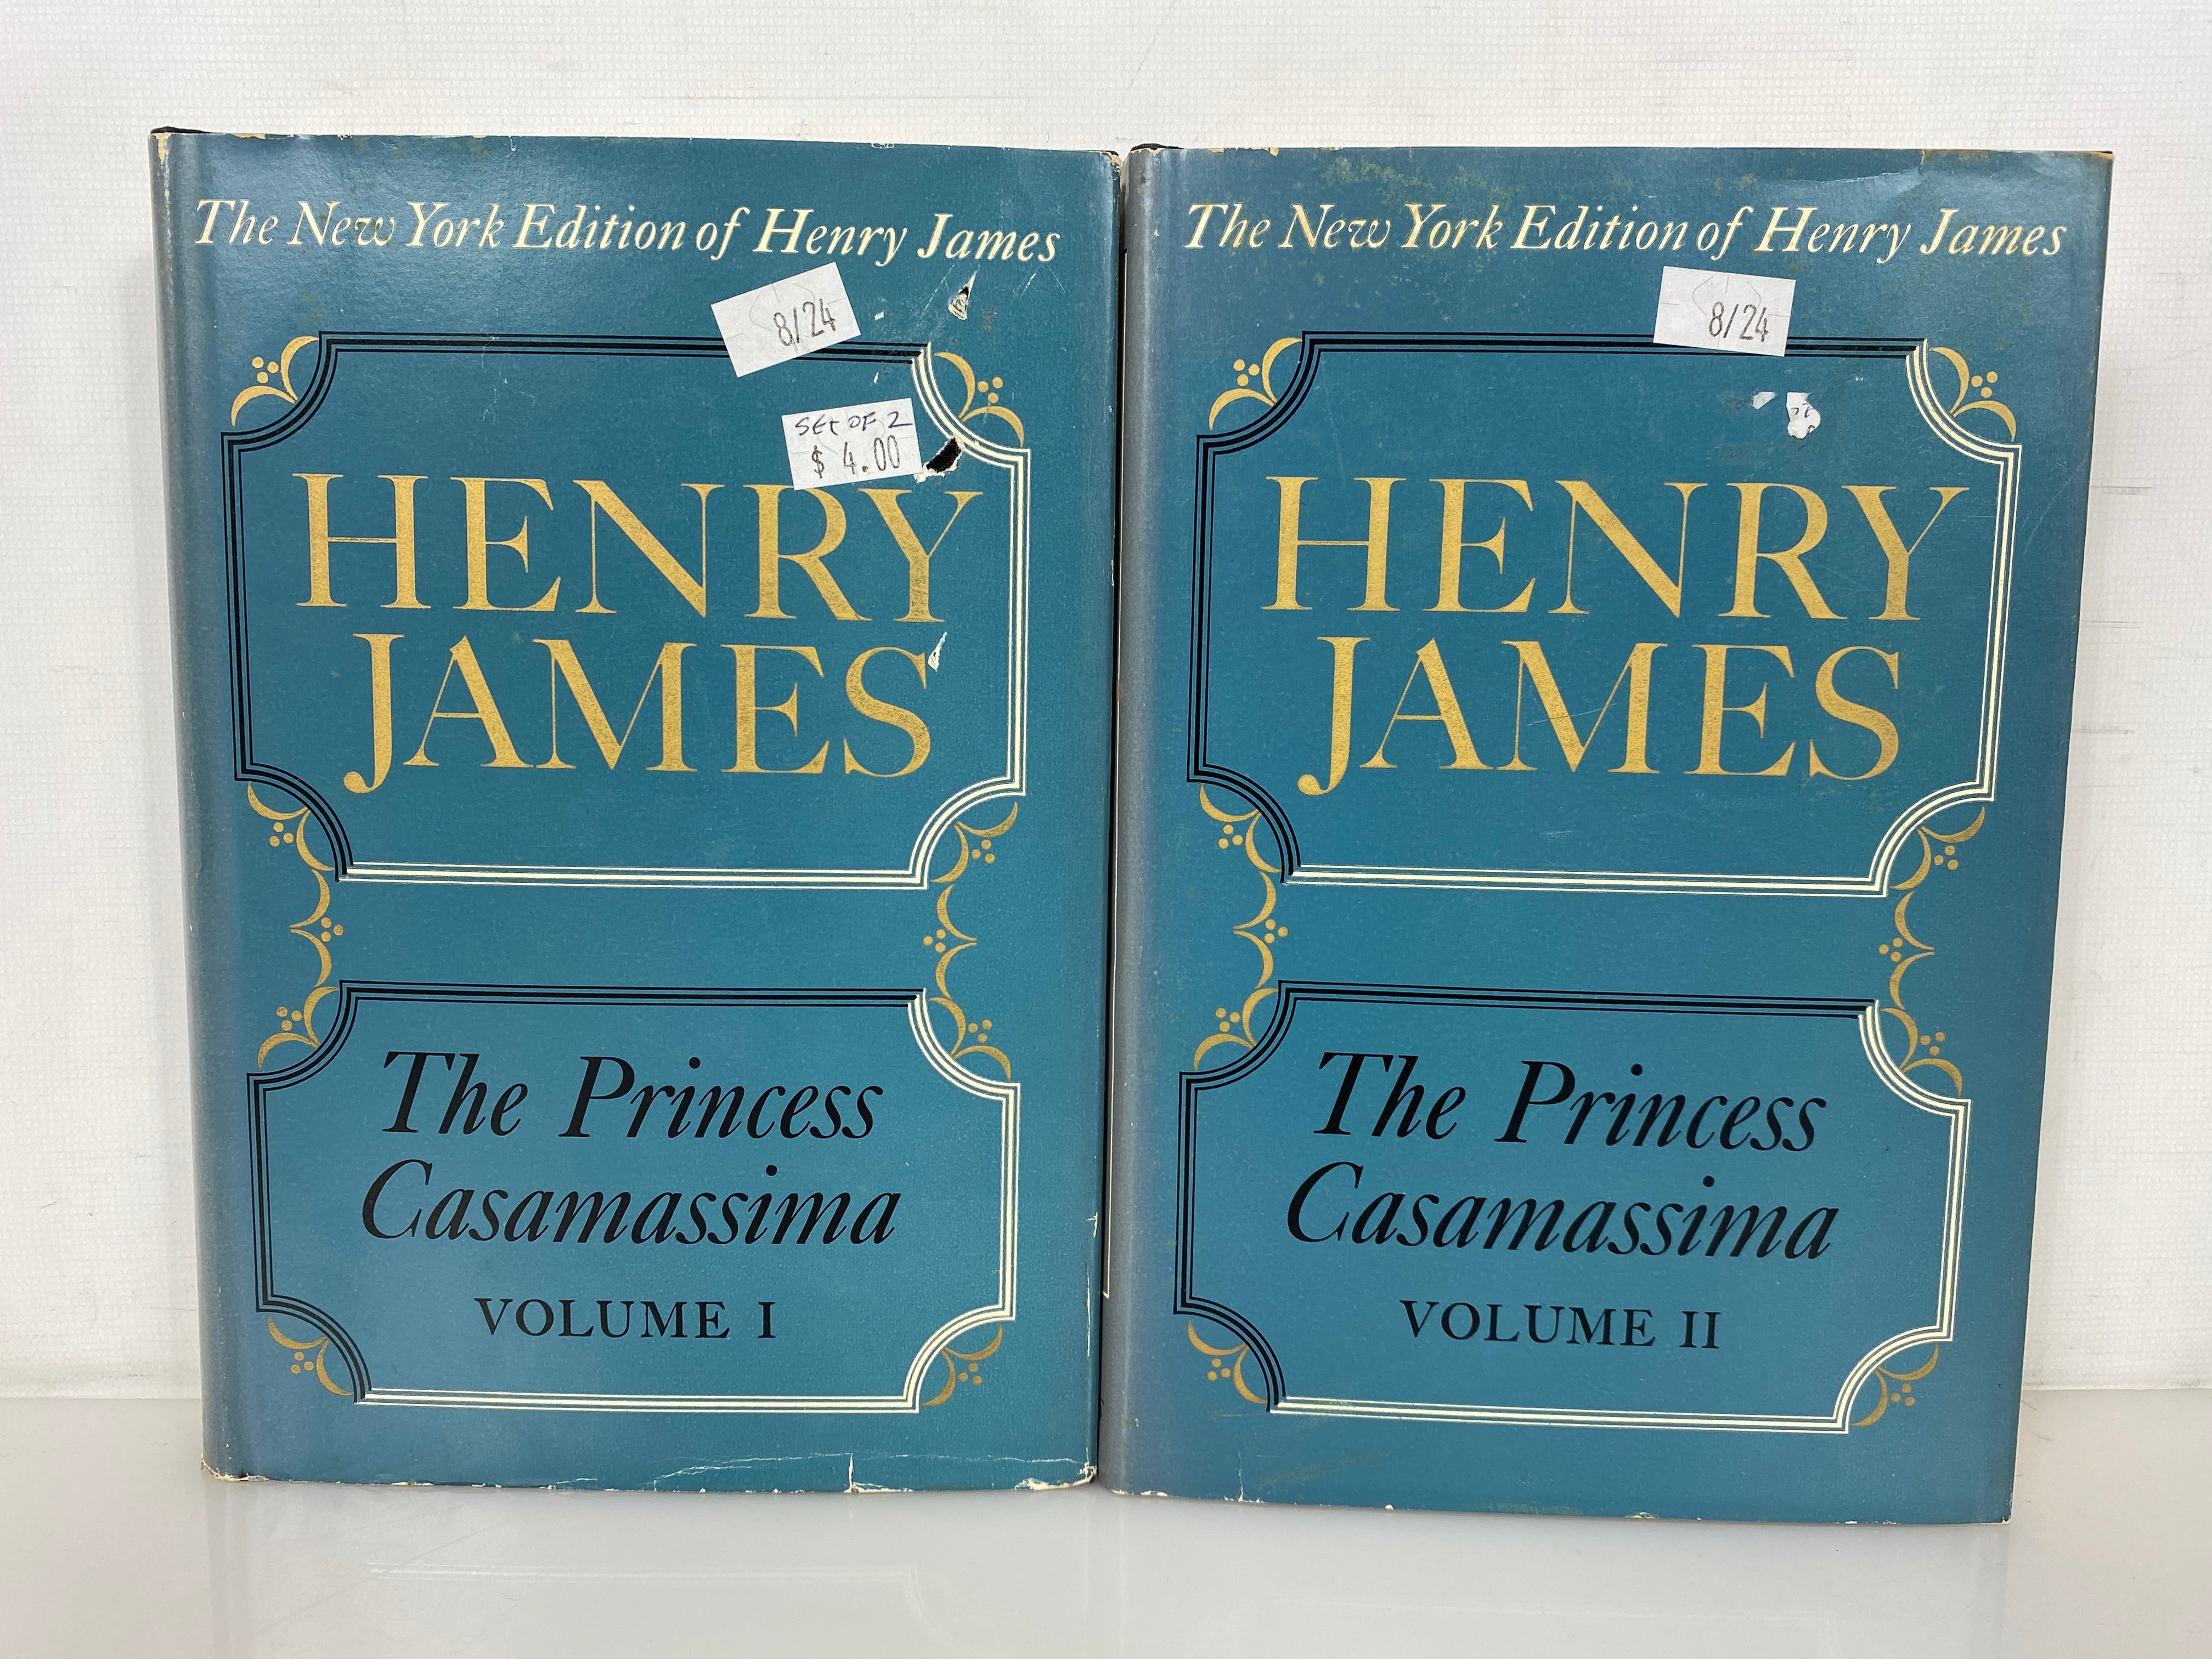 The New York Edition of Henry James
8/24
SEt OF 2
$ 4.00
HENRY
JAMES
The Princess
Casamassima
VOLUME I
The New York Edition of Henry James
8/24
HENRY
JAMES
The Princess
Casamassima
VOLUME II